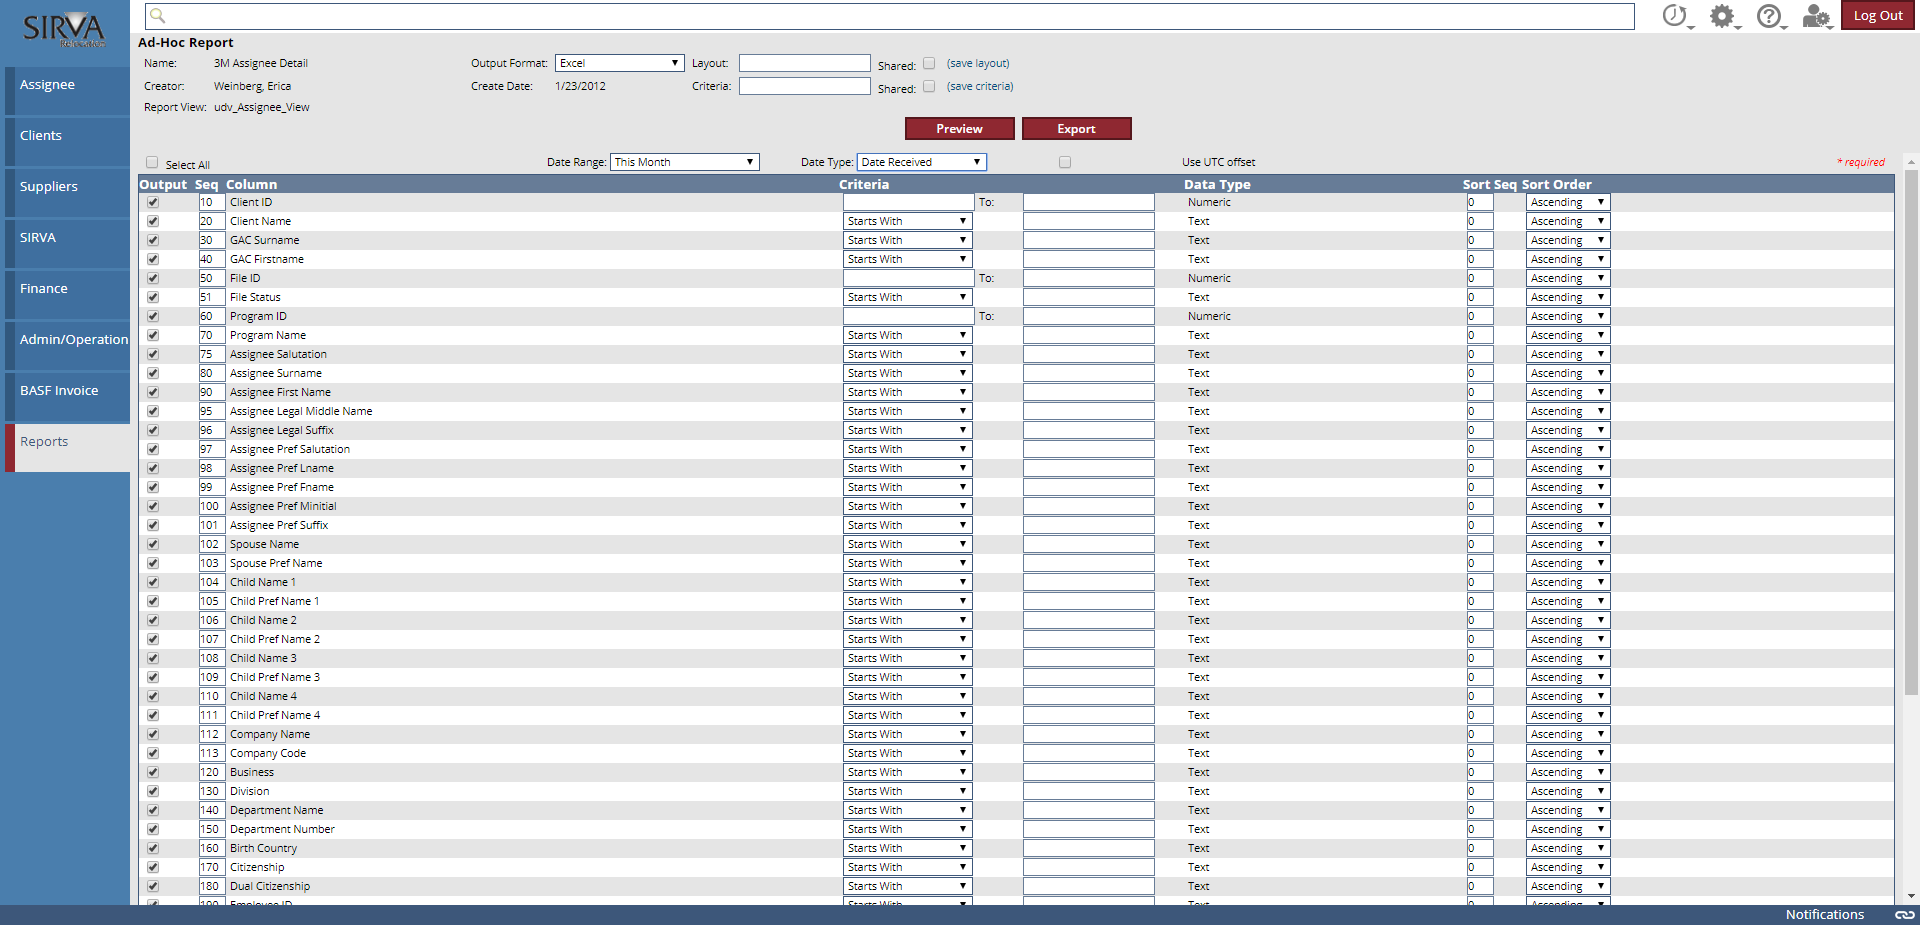 SIRVA
Log Out
Ad-Hoc Report
Name: 3M Assignee Detail Output Format: Excel Layout: Shared: (save layout)
Creator: Weinberg, Erica Create Date: 1/23/2012 Criteria: Shared: (save criteria)
Report View: udv_Assignee_View
Preview Export
Select All Date Range: This Month Date Type: Date Received Use UTC offset * required
Output Seq Column Criteria Data Type Sort Seq Sort Order
10 Client ID To: Numeric 0 Ascending
20 Client Name Starts With Text 0 Ascending
30 GAC Surname Starts With Text 0 Ascending
40 GAC Firstname Starts With Text 0 Ascending
50 File ID To: Numeric 0 Ascending
51 File Status Starts With Text 0 Ascending
60 Program ID To: Numeric 0 Ascending
70 Program Name Starts With Text 0 Ascending
75 Assignee Salutation Starts With Text 0 Ascending
80 Assignee Surname Starts With Text 0 Ascending
90 Assignee First Name Starts With Text 0 Ascending
95 Assignee Legal Middle Name Starts With Text 0 Ascending
96 Assignee Legal Suffix Starts With Text 0 Ascending
97 Assignee Pref Salutation Starts With Text 0 Ascending
98 Assignee Pref Lname Starts With Text 0 Ascending
99 Assignee Pref Fname Starts With Text 0 Ascending
100 Assignee Pref Minitial Starts With Text 0 Ascending
101 Assignee Pref Suffix Starts With Text 0 Ascending
102 Spouse Name Starts With Text 0 Ascending
103 Spouse Pref Name Starts With Text 0 Ascending
104 Child Name 1 Starts With Text 0 Ascending
105 Child Pref Name 1 Starts With Text 0 Ascending
106 Child Name 2 Starts With Text 0 Ascending
107 Child Pref Name 2 Starts With Text 0 Ascending
108 Child Name 3 Starts With Text 0 Ascending
109 Child Pref Name 3 Starts With Text 0 Ascending
110 Child Name 4 Starts With Text 0 Ascending
111 Child Pref Name 4 Starts With Text 0 Ascending
112 Company Name Starts With Text 0 Ascending
113 Company Code Starts With Text 0 Ascending
120 Business Starts With Text 0 Ascending
130 Division Starts With Text 0 Ascending
140 Department Name Starts With Text 0 Ascending
150 Department Number Starts With Text 0 Ascending
160 Birth Country Starts With Text 0 Ascending
170 Citizenship Starts With Text 0 Ascending
180 Dual Citizenship Starts With Text 0 Ascending
190 Employee ID Starts With Text 0 Ascending
Assignee
Clients
Suppliers
SIRVA
Finance
Admin/Operation
BASF Invoice
Reports
Notifications